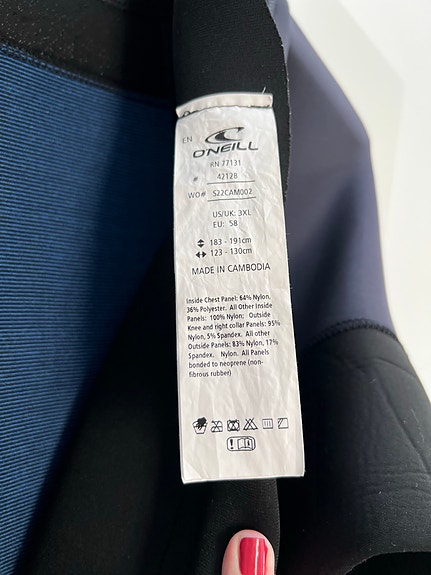 EN
O'NEILL
RN 77131
# 4212B
WO# S22CAM002
US/UK: 3XL
EU: 58
183 - 191cm
123 - 130cm
MADE IN CAMBODIA
Inside Chest Panel: 64% Nylon,
36% Polyester. All Other Inside
Panels: 100% Nylon; Outside
Knee and right collar Panels: 95%
Nylon, 5% Spandex. All other
Outside Panels: 83% Nylon, 17%
Spandex. Nylon. All Panels
bonded to neoprene (non-
fibrous rubber)